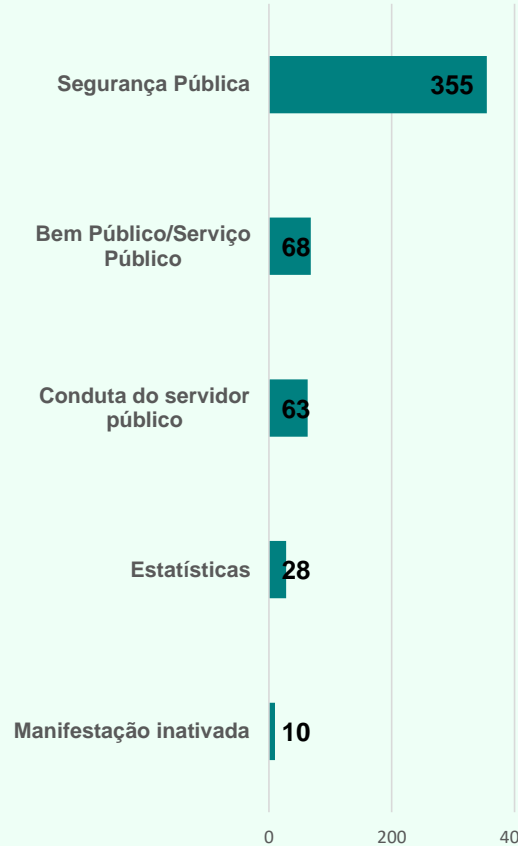 Segurança Pública
355
Bem Público/Serviço
Público
68
Conduta do servidor
público
63
Estatísticas
28
Manifestação inativada
10
0
200
40